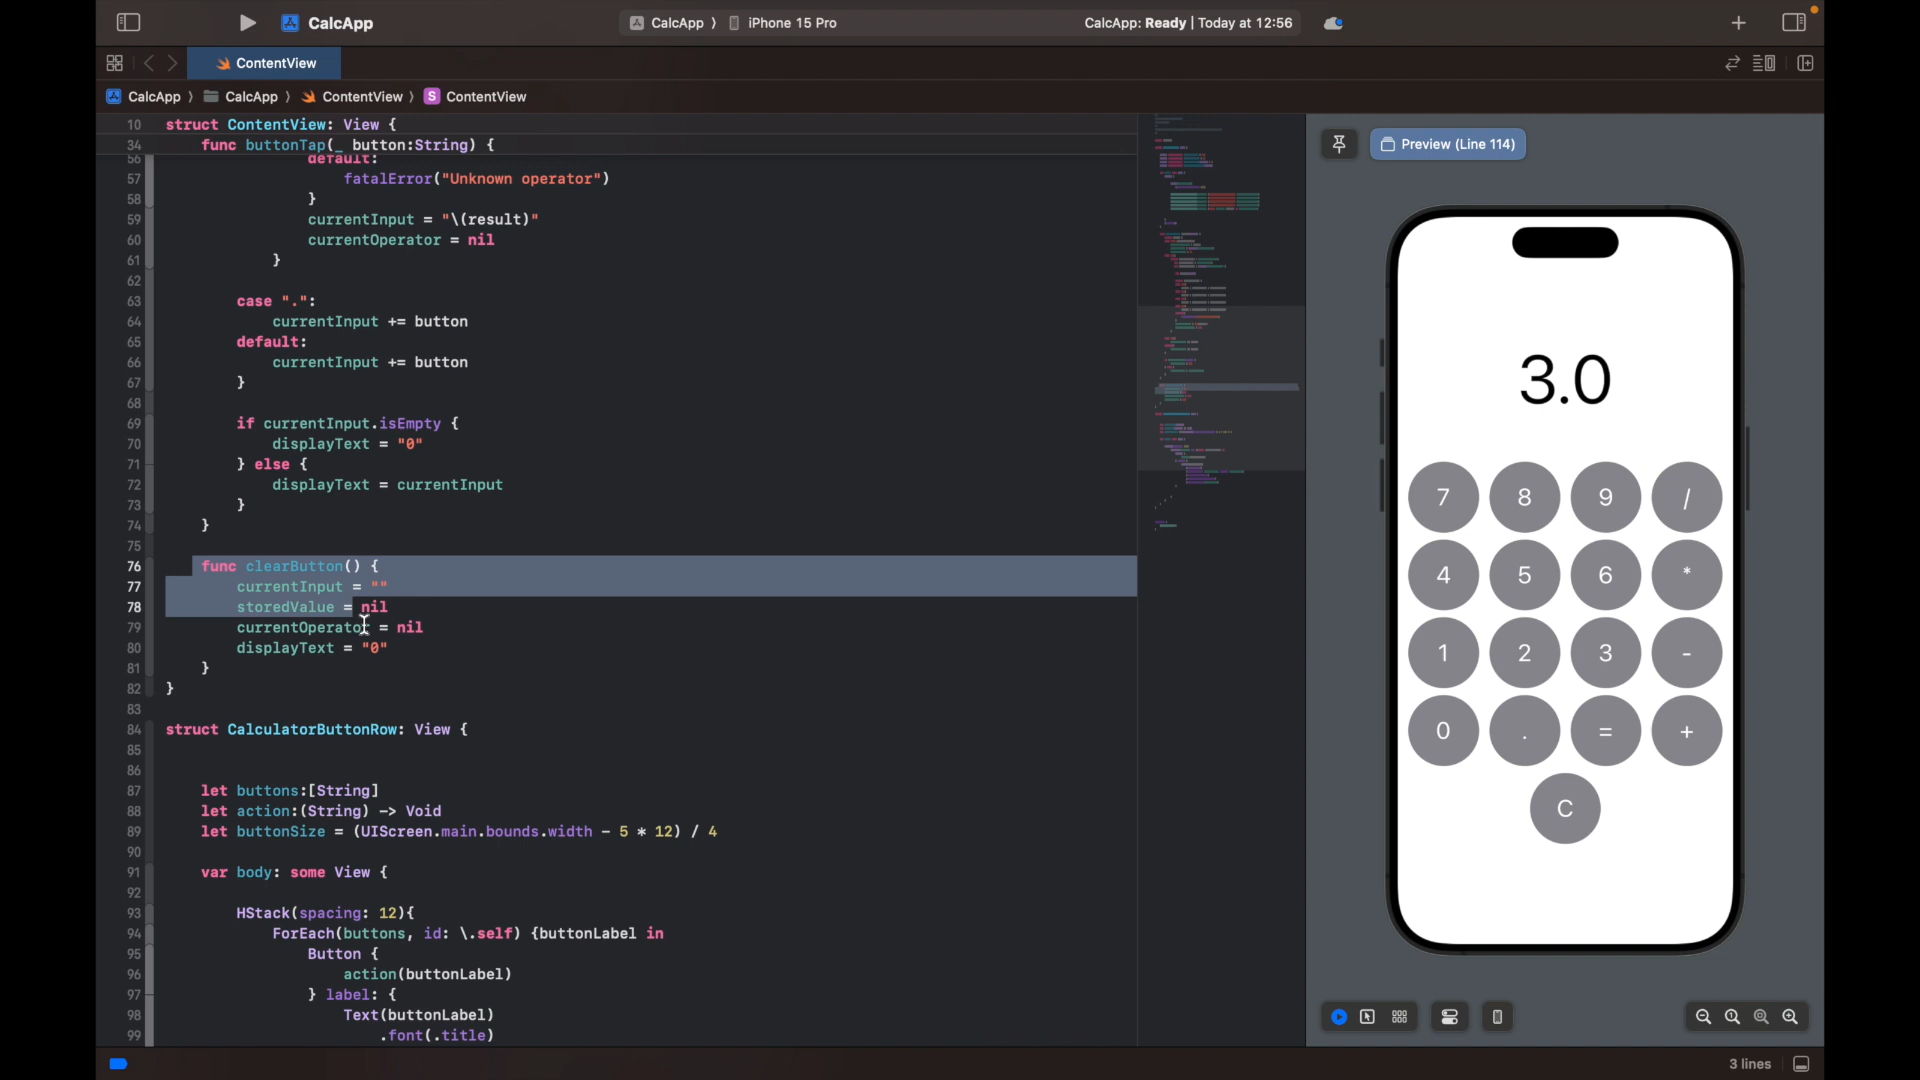 CalcApp
CalcApp 〉 iPhone 15 Pro
CalcApp: Ready | Today at 12:56
ContentView
CalcApp 〉 CalcApp 〉 ContentView 〉 S ContentView
10 struct ContentView: View {
34 func buttonTap(_ button:String) {
56 default:
57 fatalError("Unknown operator")
58 }
59 currentInput = "\(result)"
60 currentOperator = nil
61 }
62
63 case ".":
64 currentInput += button
65 default:
66 currentInput += button
67 }
68
69 if currentInput.isEmpty {
70 displayText = "0"
71 } else {
72 displayText = currentInput
73 }
74 }
75
76 func clearButton() {
77 currentInput = ""
78 storedValue = nil
79 currentOperator = nil
80 displayText = "0"
81 }
82 }
83
84 struct CalculatorButtonRow: View {
85
86
87 let buttons:[String]
88 let action:(String) -> Void
89 let buttonSize = (UIScreen.main.bounds.width - 5 * 12) / 4
90
91 var body: some View {
92
93 HStack(spacing: 12){
94 ForEach(buttons, id: \.self) {buttonLabel in
95 Button {
96 action(buttonLabel)
97 } label: {
98 Text(buttonLabel)
99 .font(.title)
Preview (Line 114)
3.0
7 8 9 /
4 5 6 *
1 2 3 -
0 . = +
C
3 lines